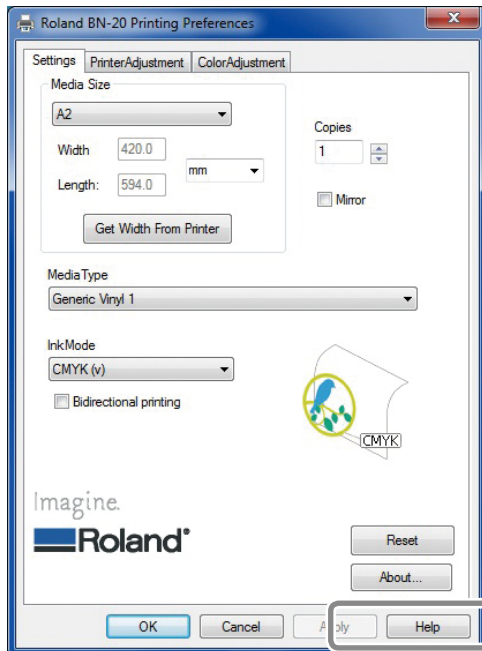 Roland BN-20 Printing Preferences
Settings PrinterAdjustment ColorAdjustment
Media Size
A2
Width 420.0
mm
Length: 594.0
Get Width From Printer
Copies
1
Mirror
MediaType
Generic Vinyl 1
InkMode
CMYK (v)
Bidirectional printing
CMYK
Imagine.
Roland®
Reset
About...
OK Cancel Apply Help